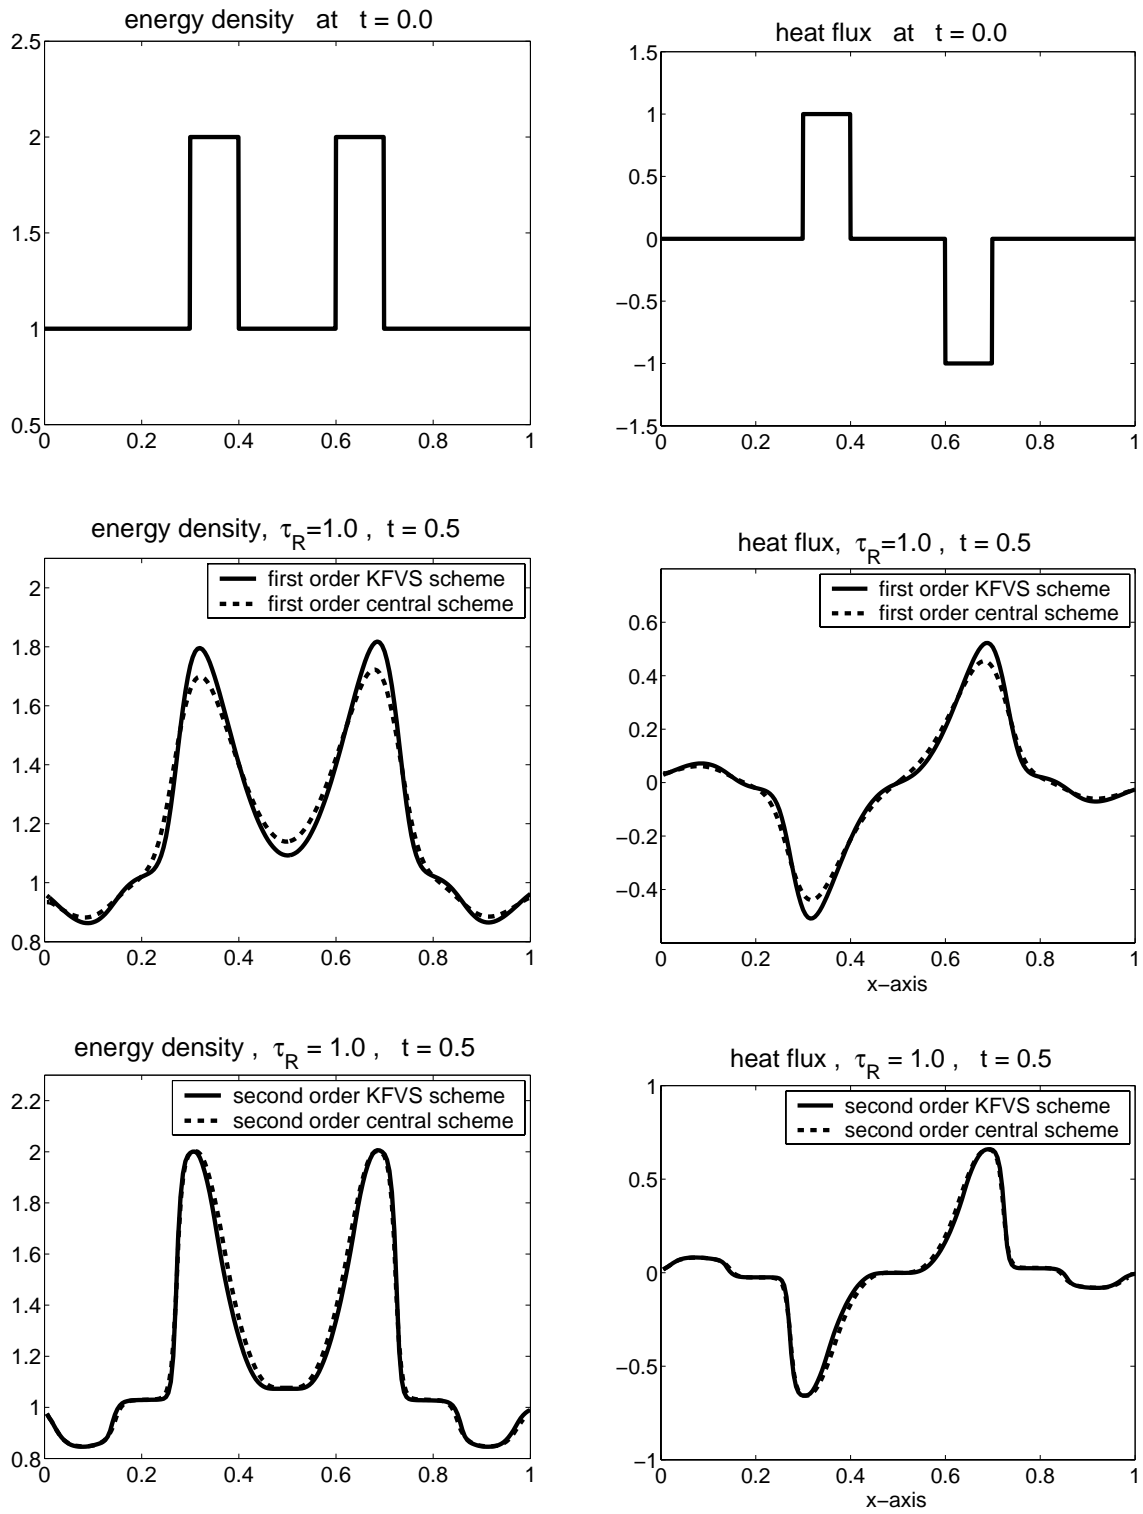 energy density at t = 0.0
2.5
2
1.5
1
0.5
0 0.2 0.4 0.6 0.8 1
heat flux at t = 0.0
1.5
1
0.5
0
−0.5
−1
−1.5
0 0.2 0.4 0.6 0.8 1
energy density, τR=1.0 , t = 0.5
first order KFVS scheme
first order central scheme
2
1.8
1.6
1.4
1.2
1
0.8
0 0.2 0.4 0.6 0.8 1
heat flux, τR=1.0 , t = 0.5
first order KFVS scheme
first order central scheme
0.6
0.4
0.2
0
−0.2
−0.4
0 0.2 0.4 0.6 0.8 1
x−axis
energy density , τR = 1.0 , t = 0.5
second order KFVS scheme
second order central scheme
2.2
2
1.8
1.6
1.4
1.2
1
0.8
0 0.2 0.4 0.6 0.8 1
heat flux , τR = 1.0 , t = 0.5
second order KFVS scheme
second order central scheme
1
0.5
0
−0.5
−1
0 0.2 0.4 0.6 0.8 1
x−axis